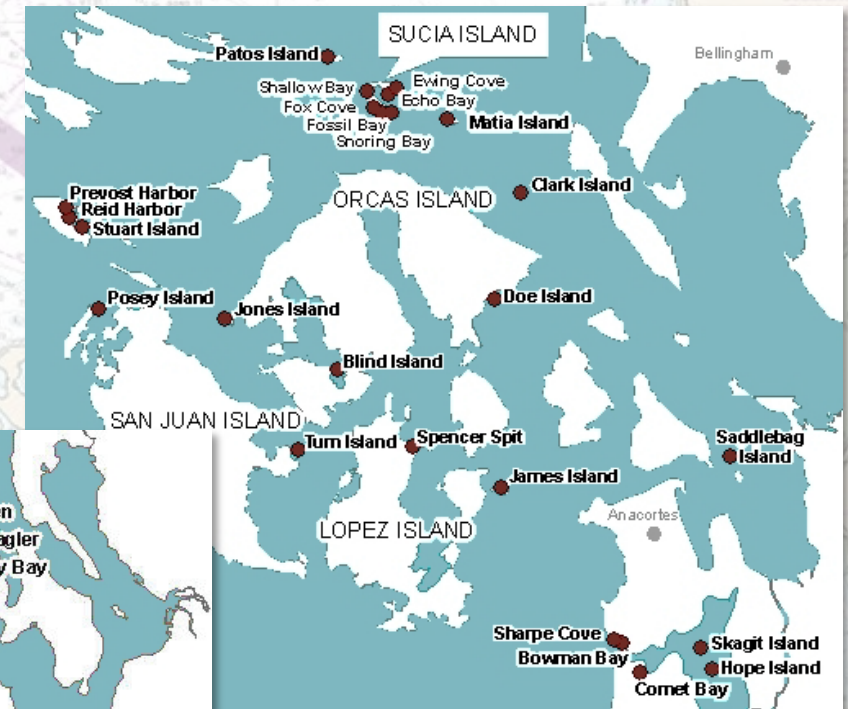 SUCIA ISLAND
Patos Island
Bellingham
Shallow Bay
Ewing Cove
Fox Cove
Echo Bay
Fossil Bay
Matia Island
Snoring Bay
Clark Island
Prevost Harbor
ORCAS ISLAND
Reid Harbor
Stuart Island
Posey Island
Doe Island
Jones Island
Blind Island
SAN JUAN ISLAND
Turn Island
Spencer Spit
Saddlebag
Island
James Island
Anacortes
LOPEZ ISLAND
n
agler
y Bay
Sharpe Cove
Skagit Island
Bowman Bay
Hope Island
Cornet Bay